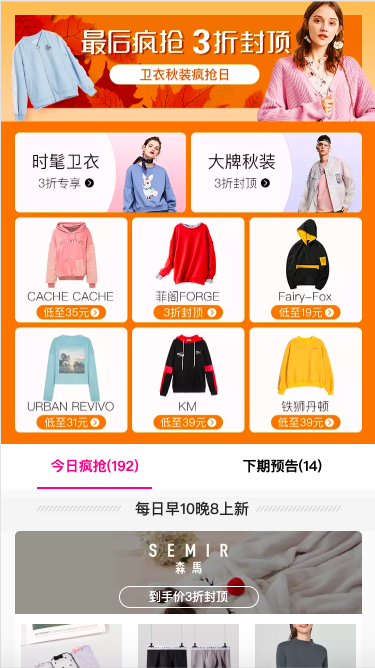 最后疯抢 3折封顶
卫衣秋装疯抢日
时髦卫衣
3折专享
大牌秋装
3折封顶
CACHE CACHE
低至35元
菲阁FORGE
3折封顶
Fairy-Fox
低至19元
URBAN REVIVO
低至31元
KM
低至39元
铁狮丹顿
低至39元
今日疯抢(192)
下期预告(14)
每日早10晚8上新
SEMIR
森馬
到手价3折封顶